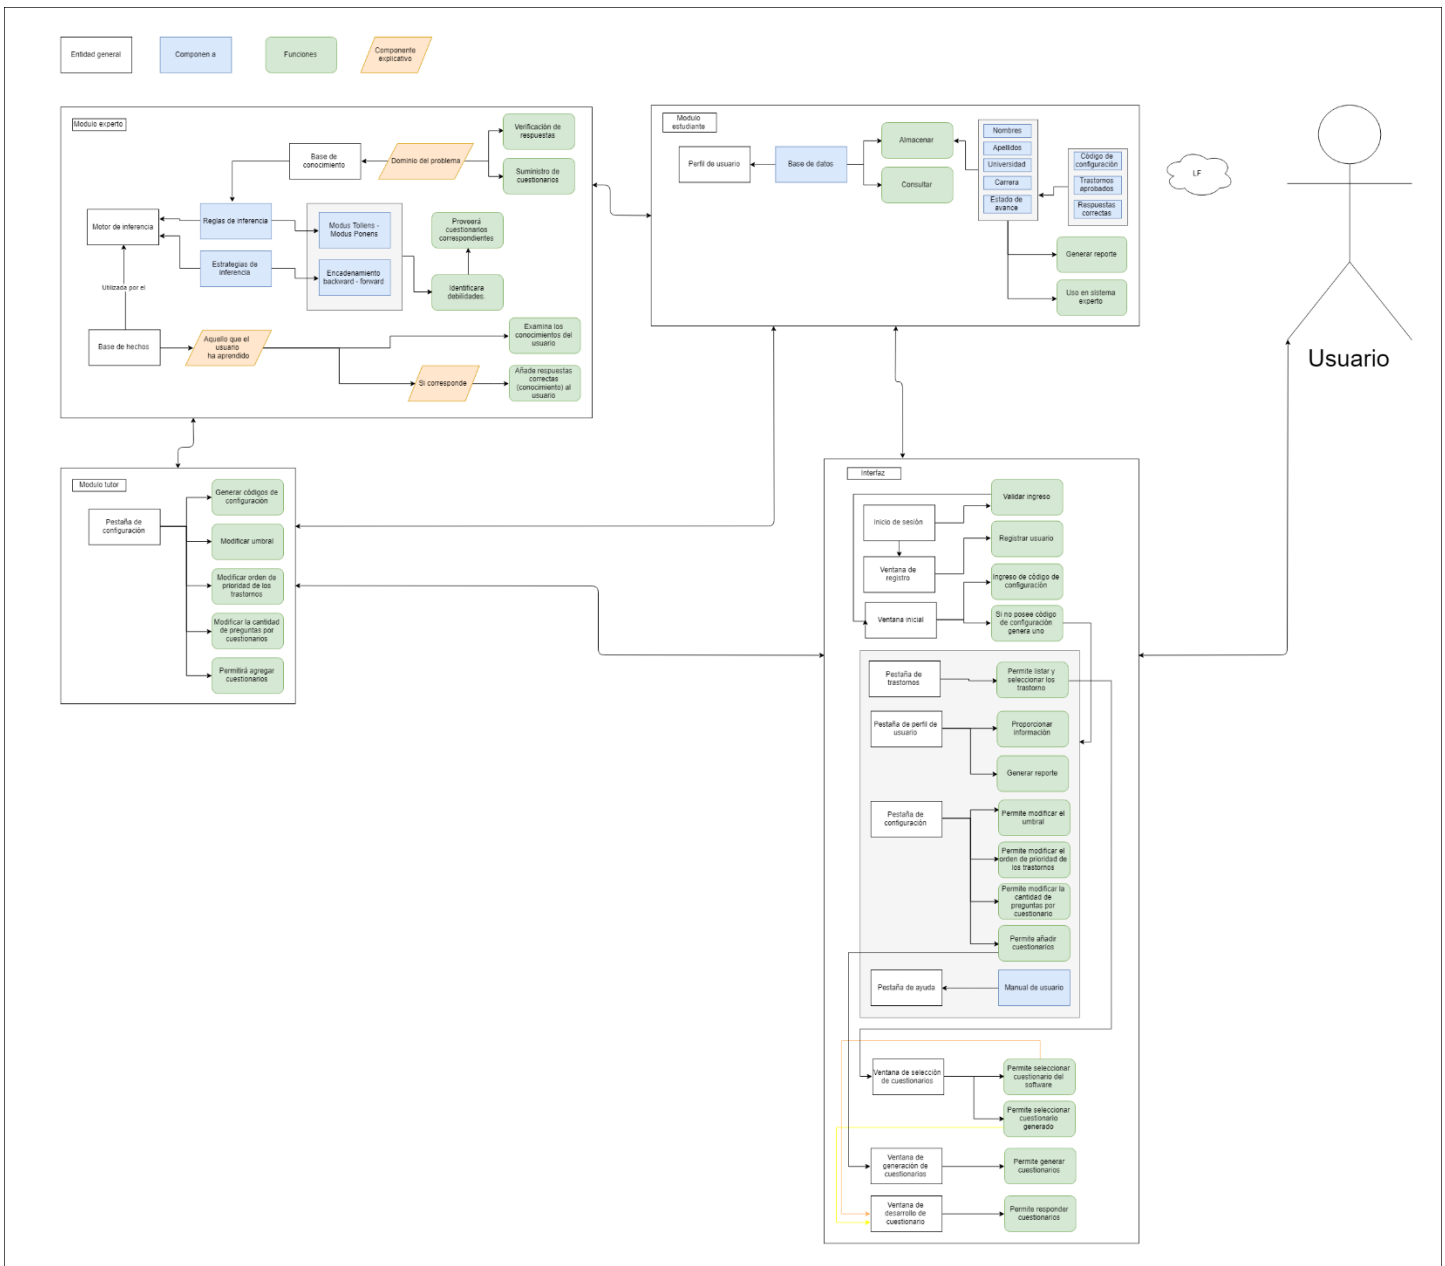 Entidad general
Componen a
Funciones
Componente
explicativo
Modulo experto
Base de
conocimiento
Dominio del problema
Verificación de
respuestas
Suministro de
cuestionarios
Motor de inferencia
Reglas de inferencia
Estrategias de
inferencia
Modus Tollens -
Modus Ponens
Encadenamiento
backward - forward
Proveerá
cuestionarios
correspondientes
Identificara
debilidades.
Utilizada por el
Base de hechos
Aquello que el
usuario
ha aprendido
Examina los
conocimientos del
usuario
Si corresponde
Añade respuestas
correctas
(conocimiento) al
usuario
Modulo
estudiante
Perfil de usuario
Base de datos
Almacenar
Consultar
Nombres
Apellidos
Universidad
Carrera
Estado de
avance
Código de
configuración
Trastornos
aprobados
Respuestas
correctas
Generar reporte
Uso en sistema
experto
LF
Usuario
Modulo tutor
Pestaña de
configuración
Generar códigos de
configuración
Modificar umbral
Modificar orden de
prioridad de los
trastornos
Modificar la cantidad
de preguntas por
cuestionarios
Permitirá agregar
cuestionarios
Interfaz
Inicio de sesión
Validar ingreso
Ventana de
registro
Registrar usuario
Ventana inicial
Ingreso de código de
configuración
Si no posee código
de configuración
genera uno
Pestaña de
trastornos
Permite listar y
seleccionar los
trastorno
Pestaña de perfil de
usuario
Proporcionar
información
Generar reporte
Pestaña de
configuración
Permite modificar el
umbral
Permite modificar el
orden de prioridad de
los trastornos
Permite modificar la
cantidad de
preguntas por
cuestionario
Permite añadir
cuestionarios
Pestaña de ayuda
Manual de usuario
Ventana de selección
de cuestionarios
Permite seleccionar
cuestionario del
software
Permite seleccionar
cuestionario
generado
Ventana de
generación de
cuestionarios
Permite generar
cuestionarios
Ventana de
desarrollo de
cuestionario
Permite responder
cuestionarios